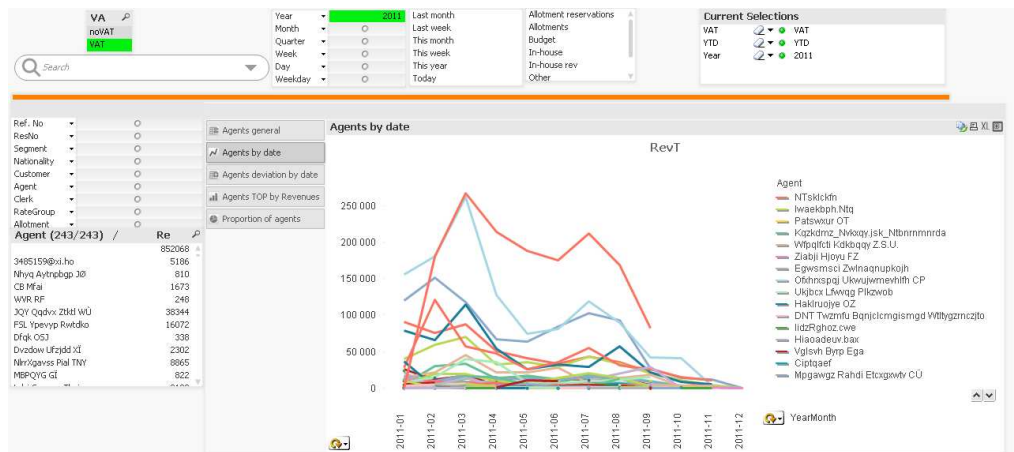 VA
noVAT
VAT
Search
Year 2011
Month
Quarter
Week
Day
Weekday
Last month
Last week
This month
This week
This year
Today
Allotment reservations
Allotments
Budget
In-house
In-house rev
Other
Current Selections
VAT VAT
YTD YTD
Year 2011
Ref. No
ResNo
Segment
Nationality
Customer
Agent
Clerk
RateGroup
Allotment
Agent (243/243) / Re
852068
3485159@xi.ho 5186
Nhyq Aytnpbgp JØ 810
CB Mfai 1673
WVR RF 248
JQY Qqdvx Ztktl WÙ 38344
FSL Ypevyp Rwtdko 16072
Dfqk OSJ 338
Dvzdow Ufzjdd XÏ 2302
NlrrXgavss Pial TNY 8865
MBPQYG GÏ 822
Agents general
Agents by date
Agents deviation by date
Agents TOP by Revenues
Proportion of agents
Agents by date
XL
RevT
250 000
200 000
150 000
100 000
50 000
0
2011-01
2011-02
2011-03
2011-04
2011-05
2011-06
2011-07
2011-08
2011-09
2011-10
2011-11
2011-12
YearMonth
Agent
NTsklckfn
Iwaekbph.Ntq
Patswxur OT
Kqzkdmz_Nvkxqy.jsk_Ntbnrnmnrda
Wfpqlfcti Kdkbqqy Z.S.U.
Ziabji Hjoyu FZ
Egwsmsci Zwlnaqnupkojh
Ofxhnxspqj Ukwujwmevhlfh CP
Ukjbcx Lfwqg Plkzwob
Haklruojye OZ
DNT Twzmfu Bqnjclcrngismgd Wtltygzrnczjto
IidzRghoz.cwe
Hiaoadeuv.bax
Vglsvh Byrp Ega
Ciptqaef
Mpgawgz Rahdi Etcxgxwtv CÙ